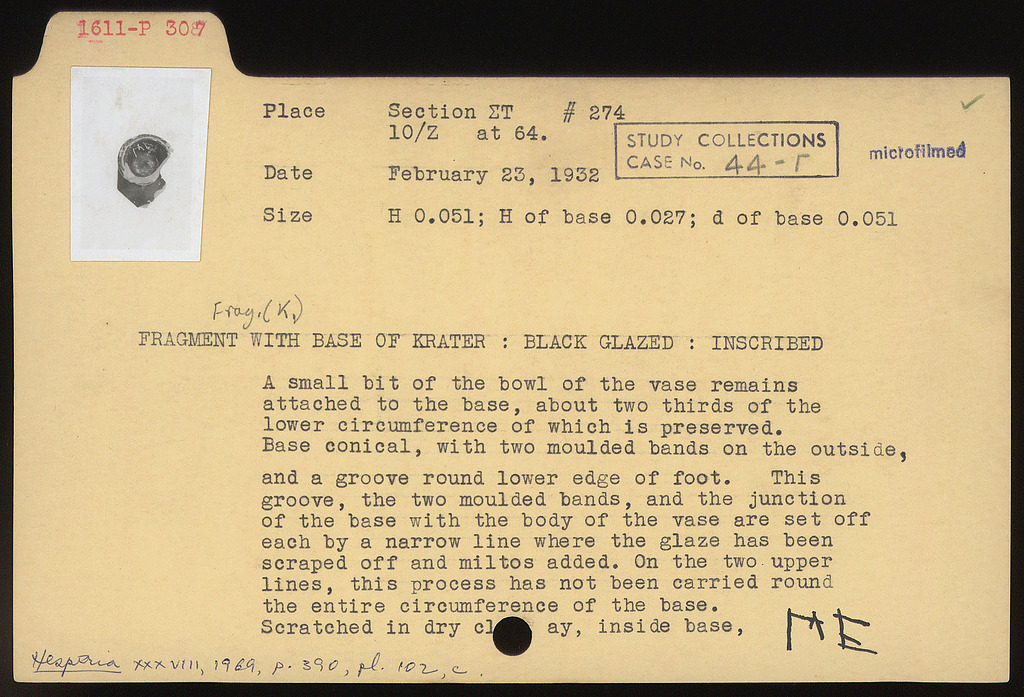 1611-P 307
Place Section ΣΤ # 274
10/Z at 64.
STUDY COLLECTIONS
CASE No. 44-Γ
microfilmed
Date February 23, 1932
Size H 0.051; H of base 0.027; d of base 0.051
Frag. (K.)
FRAGMENT WITH BASE OF KRATER : BLACK GLAZED : INSCRIBED
A small bit of the bowl of the vase remains
attached to the base, about two thirds of the
lower circumference of which is preserved.
Base conical, with two moulded bands on the outside,
and a groove round lower edge of foot. This
groove, the two moulded bands, and the junction
of the base with the body of the vase are set off
each by a narrow line where the glaze has been
scraped off and miltos added. On the two upper
lines, this process has not been carried round
the entire circumference of the base.
Scratched in dry cl ay, inside base,
Hesperia XXXVIII, 1969, p. 390, pl. 102, c.